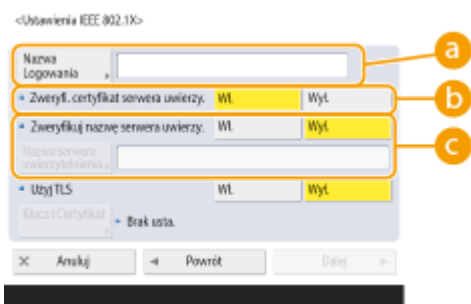 <Ustawienia IEEE 802.1X>
Nazwa
Logowania
a
Zweryfi. certyfikat serwera uwierzy. Wł. Wył.
b
Zweryfikuj nazwę serwera uwierzy. Wł. Wył.
c
Nazwa serwera
uwierzytelnienia
Użyj TLS Wł. Wył.
Klucz i Certyfikat
Brak usta.
Anuluj Powrót Dalej